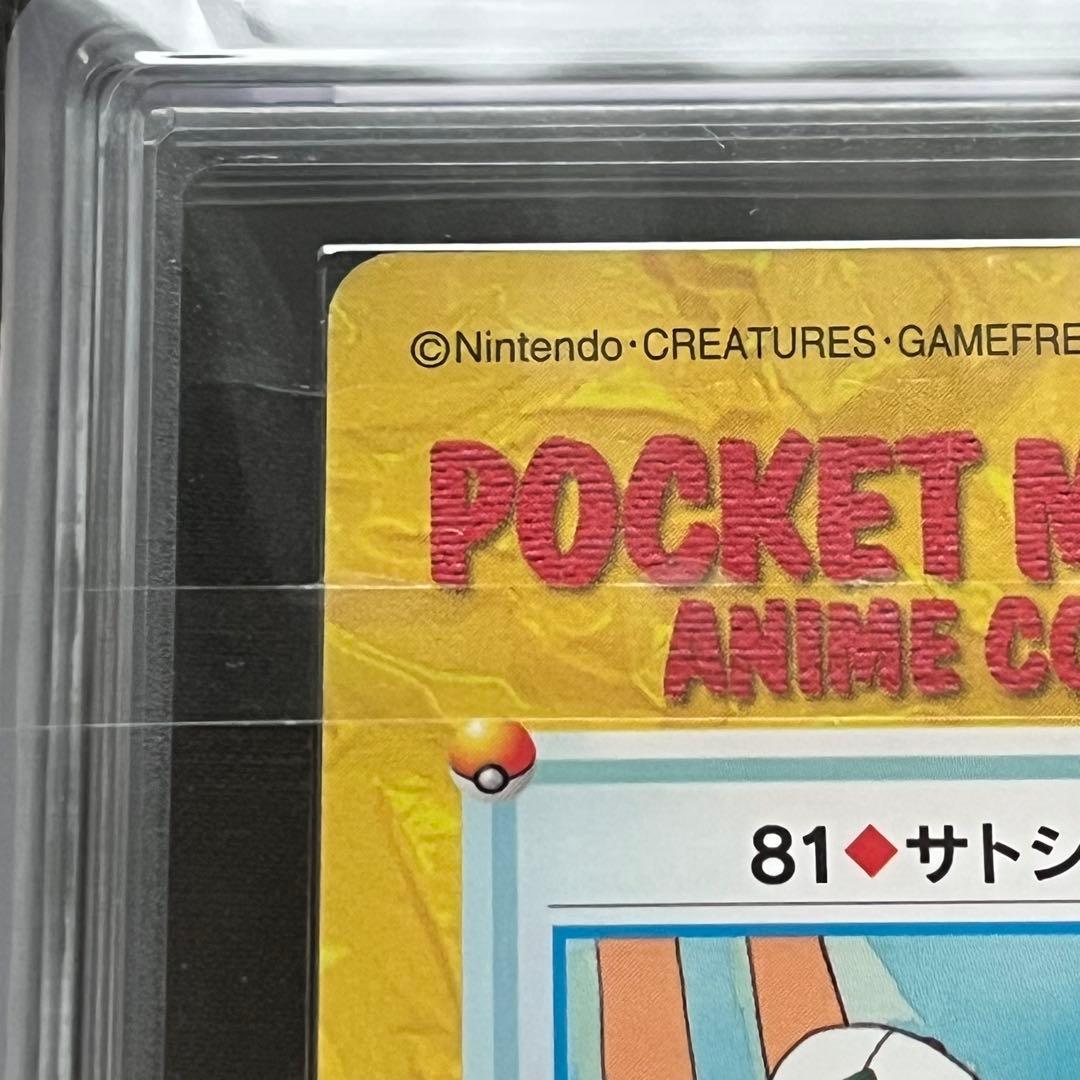 ©Nintendo･CREATURES･GAMEFRE
POCKET M
ANIME CO
81◆サトシ